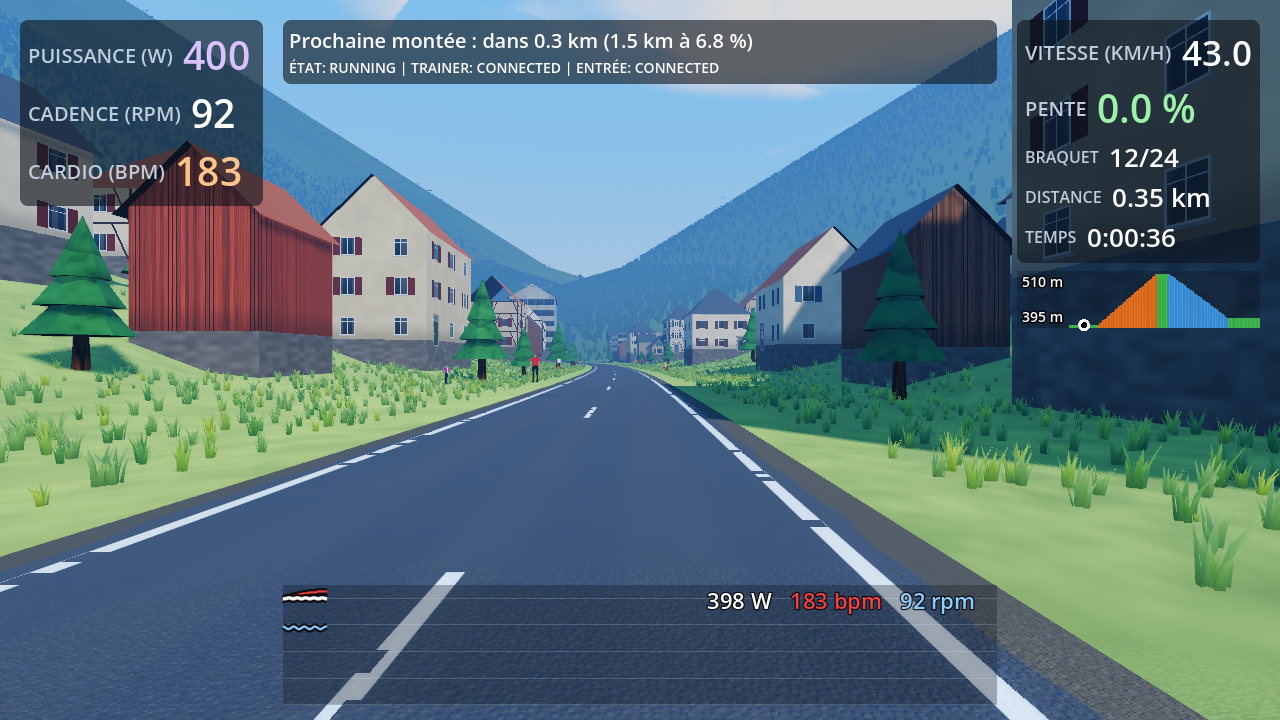 PUISSANCE (W) 400
CADENCE (RPM) 92
CARDIO (BPM) 183
Prochaine montée : dans 0.3 km (1.5 km à 6.8 %)
ÉTAT: RUNNING | TRAINER: CONNECTED | ENTRÉE: CONNECTED
VITESSE (KM/H) 43.0
PENTE 0.0 %
BRAQUET 12/24
DISTANCE 0.35 km
TEMPS 0:00:36
510 m
395 m
398 W 183 bpm 92 rpm